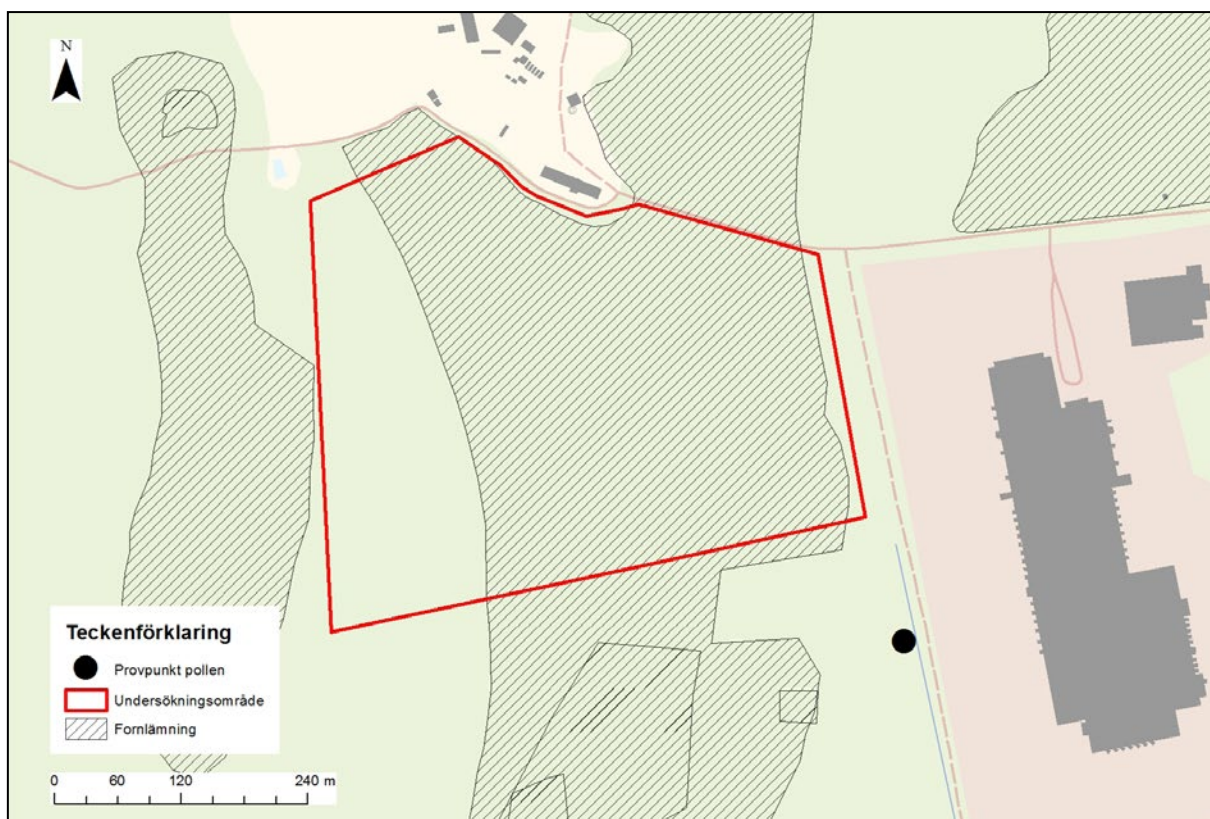 N
Teckenförklaring
Provpunkt pollen
Undersökningsområde
Fornlämning
0 60 120 240 m